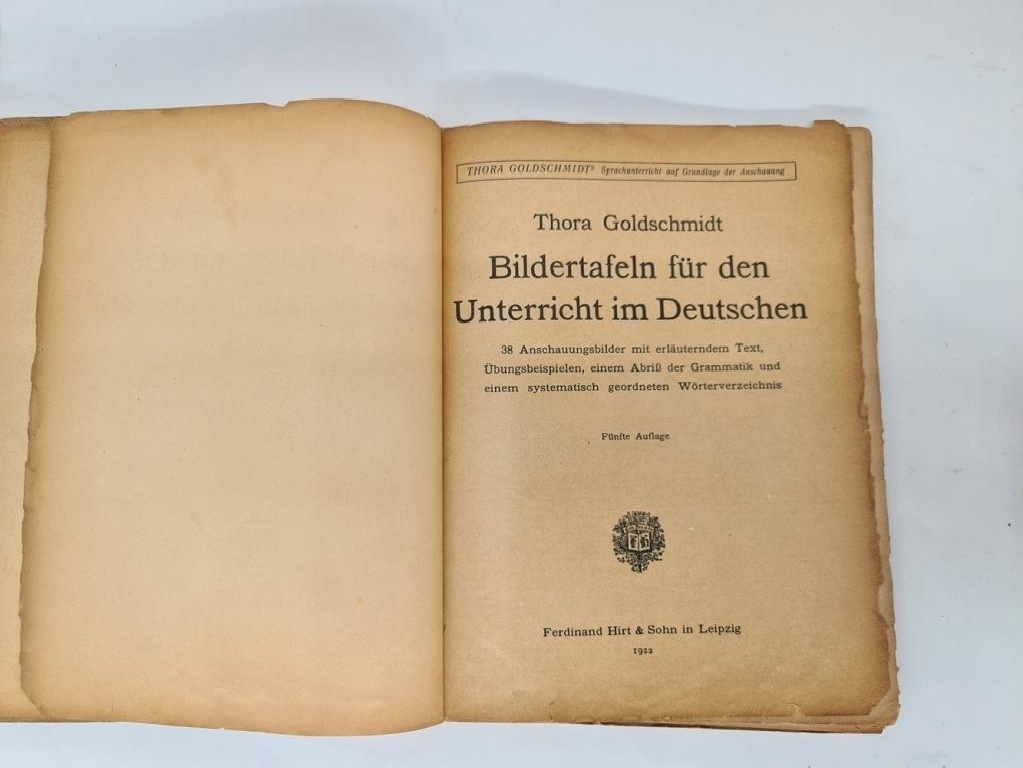 THORA GOLDSCHMIDTS Sprachunterricht auf Grundlage der Anschauung
Thora Goldschmidt
Bildertafeln für den
Unterricht im Deutschen
38 Anschauungsbilder mit erläuterndem Text,
Übungsbeispielen, einem Abriß der Grammatik und
einem systematisch geordneten Wörterverzeichnis
Fünfte Auflage
Ferdinand Hirt & Sohn in Leipzig
1922